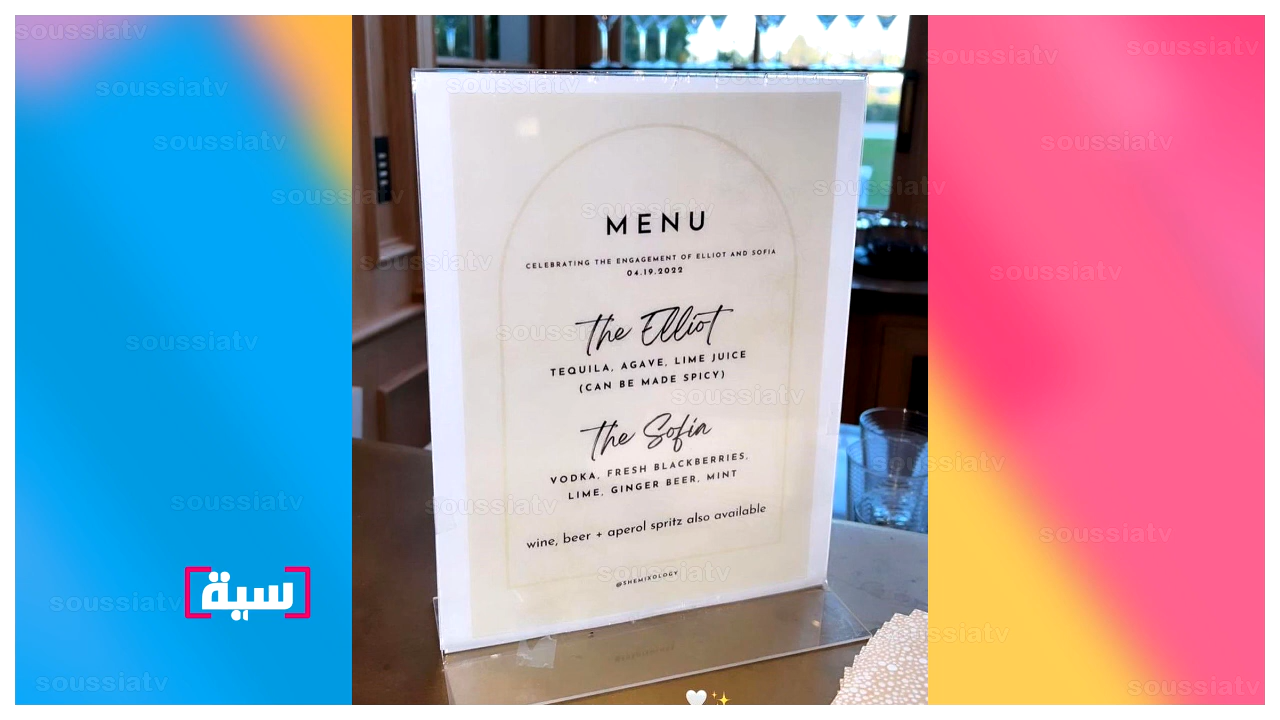 MENU
CELEBRATING THE ENGAGEMENT OF ELLIOT AND SOFIA
04.19.2022
the Elliot
TEQUILA, AGAVE, LIME JUICE
(CAN BE MADE SPICY)
the Sofia
VODKA, FRESH BLACKBERRIES,
LIME, GINGER BEER, MINT
wine, beer + aperol spritz also available
@SHEMIXOLOGY
soussiatv